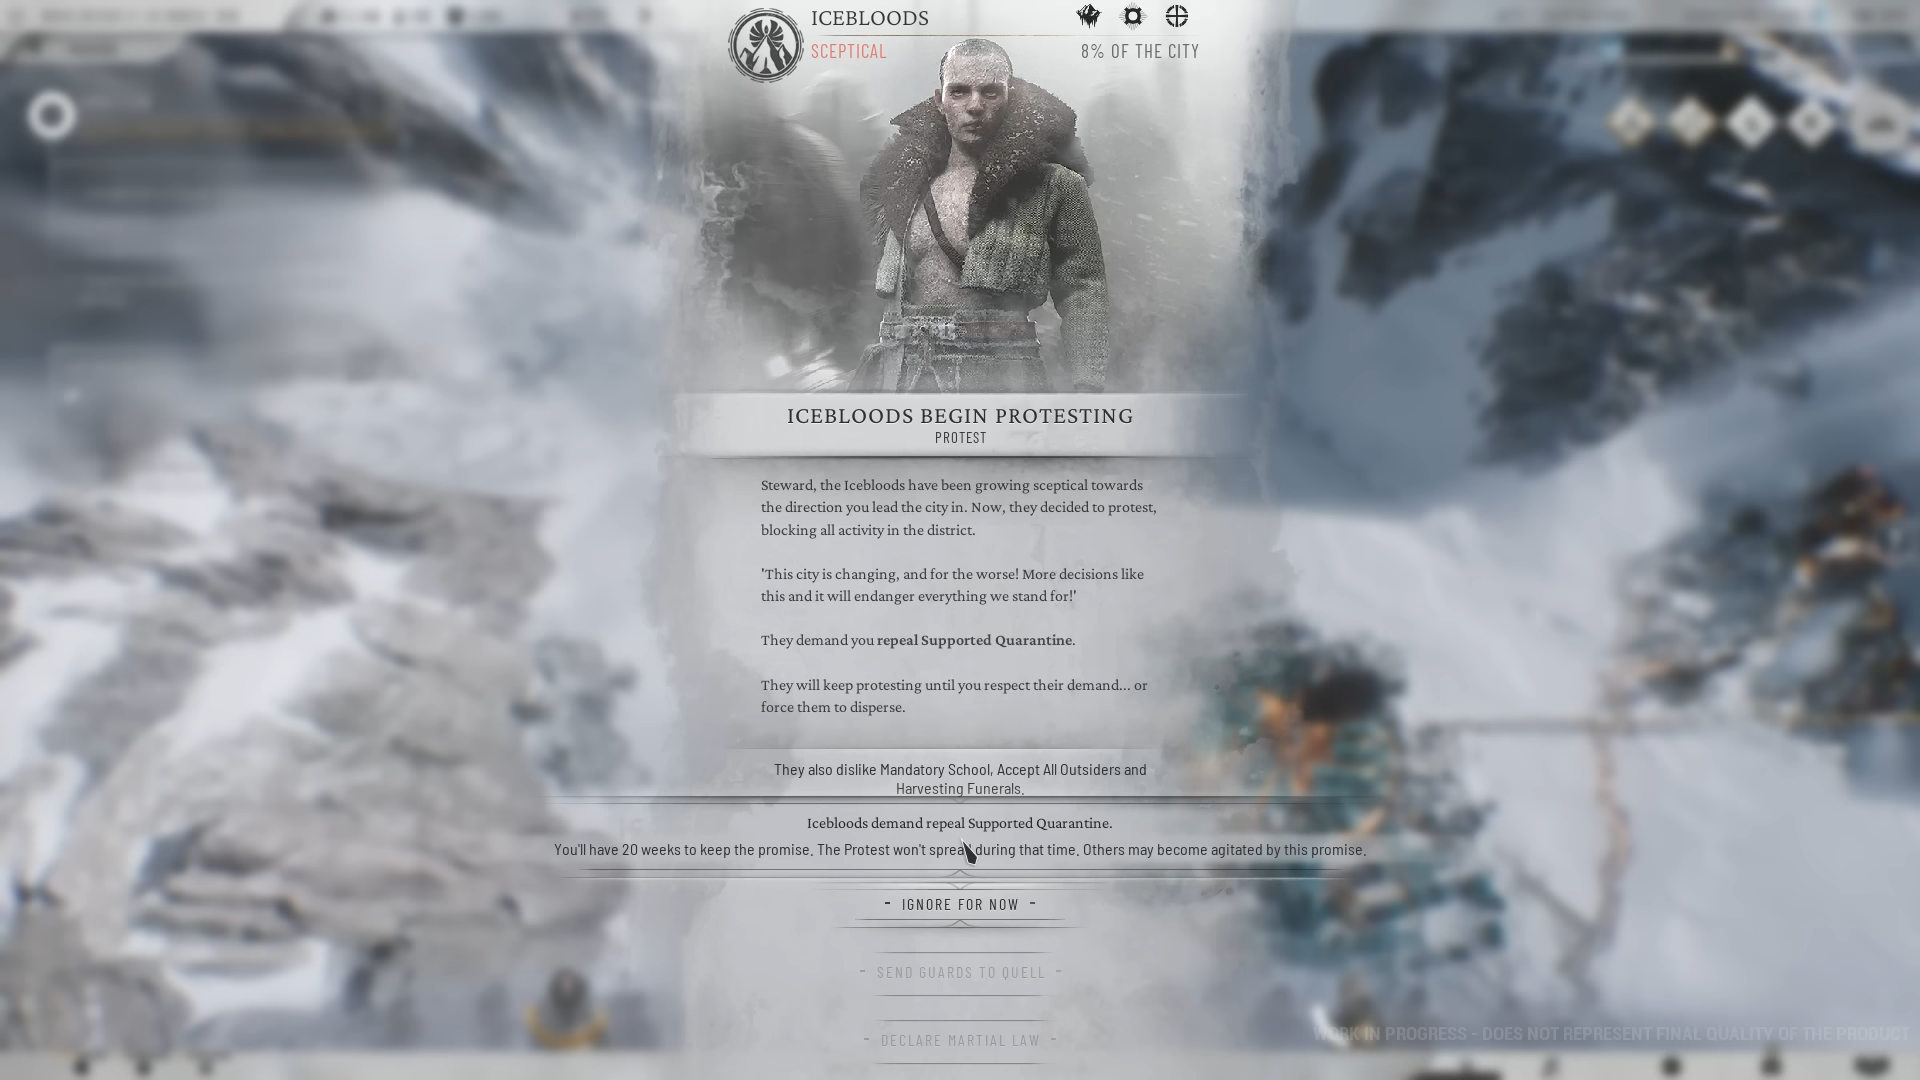 ICEBLOODS
SCEPTICAL
8% OF THE CITY
ICEBLOODS BEGIN PROTESTING
PROTEST
Steward, the Icebloods have been growing sceptical towards
the direction you lead the city in. Now, they decided to protest,
blocking all activity in the district.
'This city is changing, and for the worse! More decisions like
this and it will endanger everything we stand for!'
They demand you repeal Supported Quarantine.
They will keep protesting until you respect their demand... or
force them to disperse.
They also dislike Mandatory School, Accept All Outsiders and
Harvesting Funerals.
Icebloods demand repeal Supported Quarantine.
You'll have 20 weeks to keep the promise. The Protest won't spread during that time. Others may become agitated by this promise.
- IGNORE FOR NOW -
- SEND GUARDS TO QUELL -
- DECLARE MARTIAL LAW -
WORK IN PROGRESS - DOES NOT REPRESENT FINAL QUALITY OF THE PRODUCT